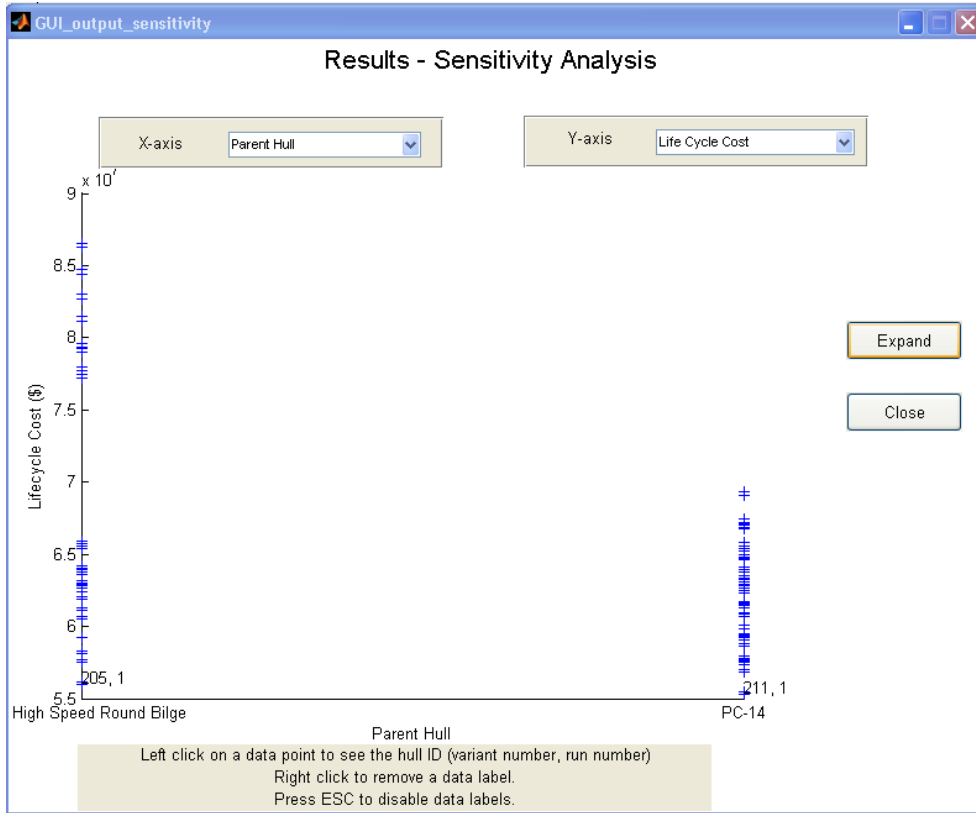 GUI_output_sensitivity
Results - Sensitivity Analysis
X-axis
Parent Hull
Y-axis
Life Cycle Cost
x 10^7
9
8.5
8
7.5
7
6.5
6
5.5
Lifecycle Cost ($)
205, 1
211, 1
High Speed Round Bilge
PC-14
Parent Hull
Expand
Close
Left click on a data point to see the hull ID (variant number, run number)
Right click to remove a data label.
Press ESC to disable data labels.